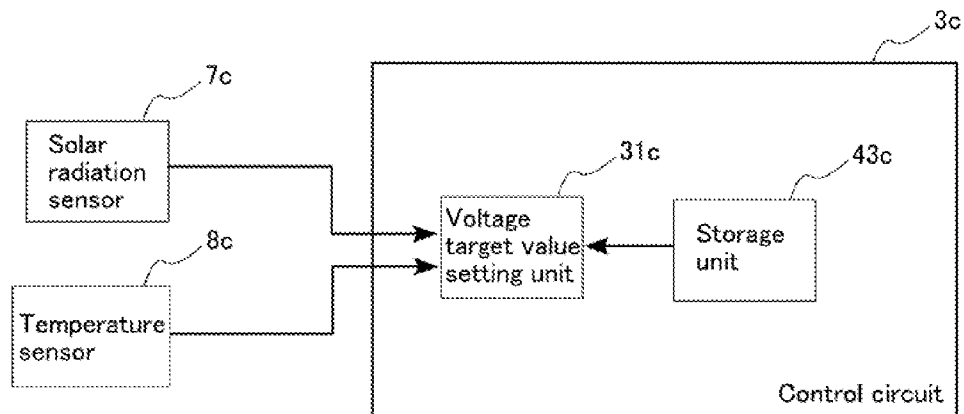 3c
7c
Solar
radiation
sensor
31c
43c
Voltage
target value
setting unit
Storage
unit
8c
Temperature
sensor
Control circuit